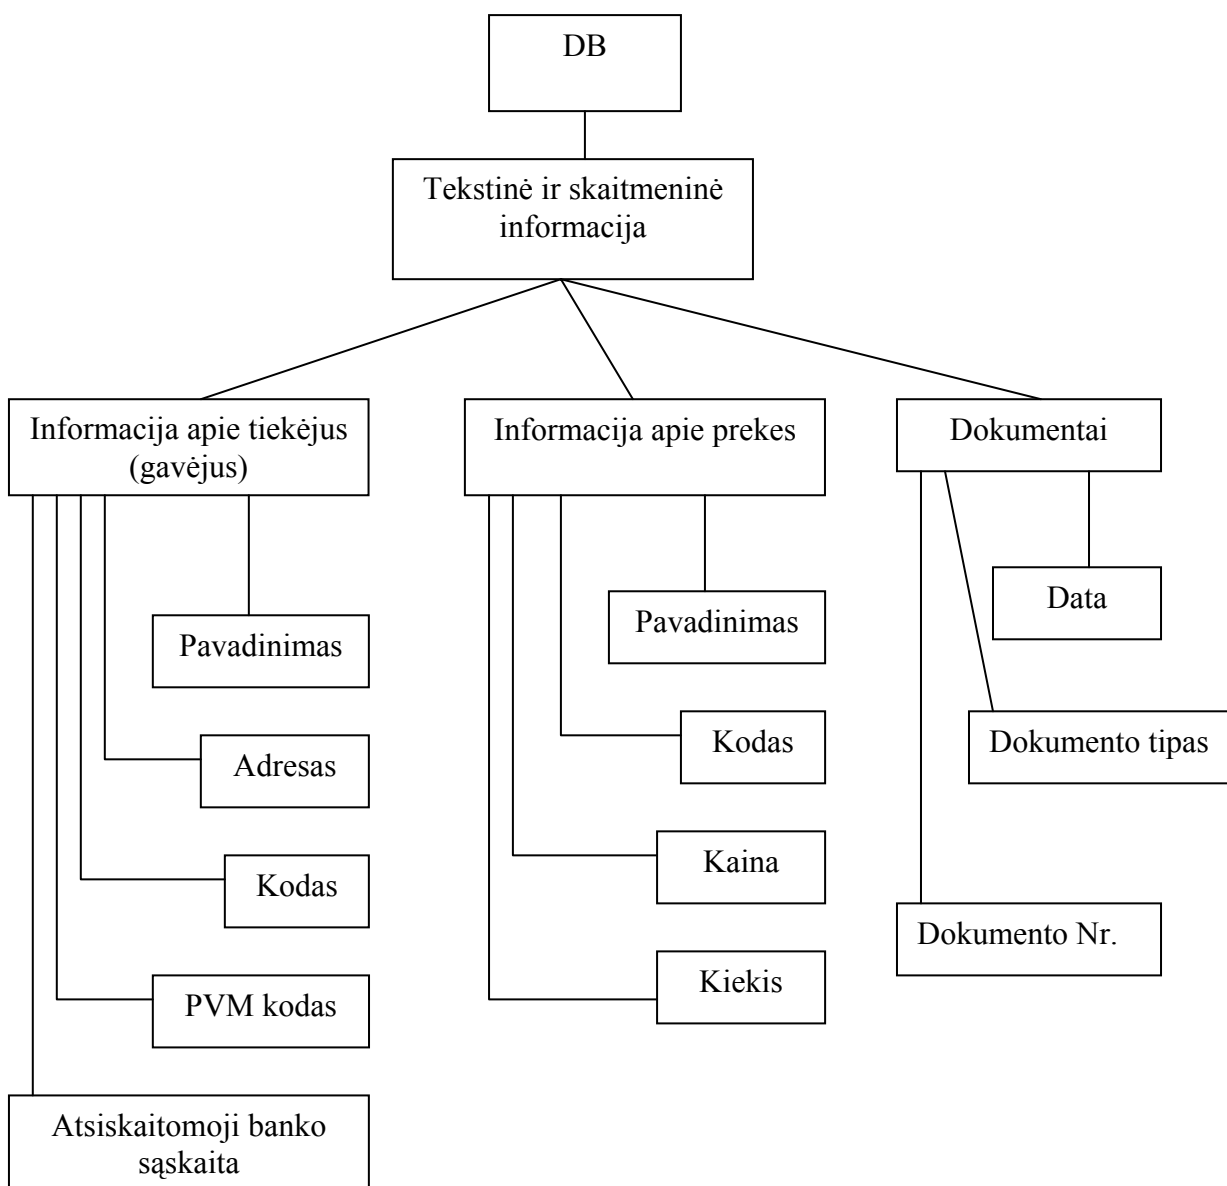 DB
Tekstinė ir skaitmeninė
informacija
Informacija apie tiekėjus
(gavėjus)
Pavadinimas
Adresas
Kodas
PVM kodas
Atsiskaitomoji banko
sąskaita
Informacija apie prekes
Pavadinimas
Kodas
Kaina
Kiekis
Dokumentai
Data
Dokumento tipas
Dokumento Nr.